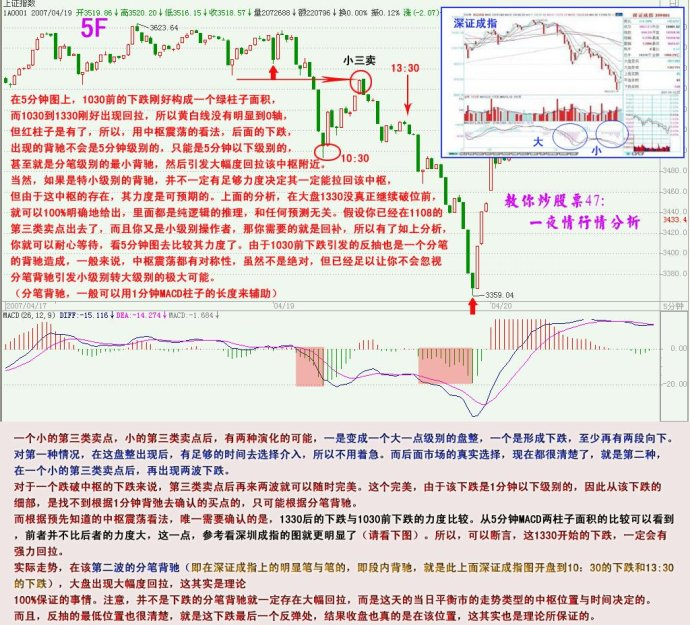 上证指数
1A0001 2007/04/19 开3519.86↓高3520.20↓低3516.15↓收3518.57↓量2072688↓额220796↓换0.00% 振0.12% 涨(-2.07)
5F
3623.64
小三卖
13:30
10:30
深证成指
大
小
在5分钟图上，1030前的下跌刚好构成一个绿柱子面积，
而1030到1330刚好出现回拉，所以黄白线没有明显到0轴，
但红柱子是有了，所以，用中枢震荡的看法，后面的下跌，
出现的背驰不会是5分钟级别的，只能是5分钟以下级别的，
甚至就是分笔级别的最小背驰，然后引发大幅度回拉该中枢附近。
当然，如果是特小级别的背驰，并不一定有足够力度决定其一定能拉回该中枢，
但由于这中枢的存在，其力度是可预期的。上面的分析，在大盘1330没真正继续破位前，
就可以100%明确地给出，里面都是纯逻辑的推理，和任何预测无关。假设你已经在1108的
第三类卖点出去了，而且你又是小级别操作者，那你需要的就是回补，所以有了如上分析，
你就可以耐心等待，看5分钟图去比较其力度了。由于1030前下跌引发的反抽也是一个分笔
的背驰造成，一般来说，中枢震荡都有对称性，虽然不是绝对，但已经足以让你不会忽视
分笔背驰引发小级别转大级别的极大可能。
（分笔背驰，一般可以用1分钟MACD柱子的长度来辅助）
教你炒股票47:
一夜情行情分析
3480.0
3460.0
3433.4
3420.0
3400.0
3380.0
3359.04
2007/04/17
04/19
04/20
5分钟
MACD(26,12,9) DIFF:-15.116↓ DEA:-14.274↓ MACD:-1.684↓
0.00
-20.00
一个小的第三类卖点，小的第三类卖点后，有两种演化的可能，一是变成一个大一点级别的盘整，一个是形成下跌，至少再有两段向下。
对第一种情况，在这盘整出现后，有足够的时间去选择介入，所以不用着急。而后面市场的真实选择，现在都很清楚了，就是第二种，
在一个小的第三类卖点后，再出现两波下跌。
对于一个跌破中枢的下跌来说，第三类卖点后再来两波就可以随时完美。这个完美，由于该下跌是1分钟以下级别的，因此从该下跌的
细部，是找不到根据1分钟背弛去确认的买点的，只可能根据分笔背驰。
而根据预先知道的中枢震荡看法，唯一需要确认的是，1330后的下跌与1030前下跌的力度比较。从5分钟MACD两柱子面积的比较可以看到
，前者并不比后者的力度大，这一点，参考看深圳成指的图就更明显了（请看下图）。所以，可以断言，这1330开始的下跌，一定会有
强力回拉。
实际走势，在该第二波的分笔背驰（即在深证成指上的明显笔与笔的，即段内背驰，就是此上面深证成指图开盘到10：30的下跌和13:30
的下跌），大盘出现大幅度回拉，这其实是理论
100%保证的事情。注意，并不是下跌的分笔背驰就一定存在大幅回拉，而是这天的当日平衡市的走势类型的中枢位置与时间决定的。
而且，反抽的最低位置也很清楚，就是这下跌最后一个反弹处，结果收盘也真的是在该位置，这其实也是理论所保证的。